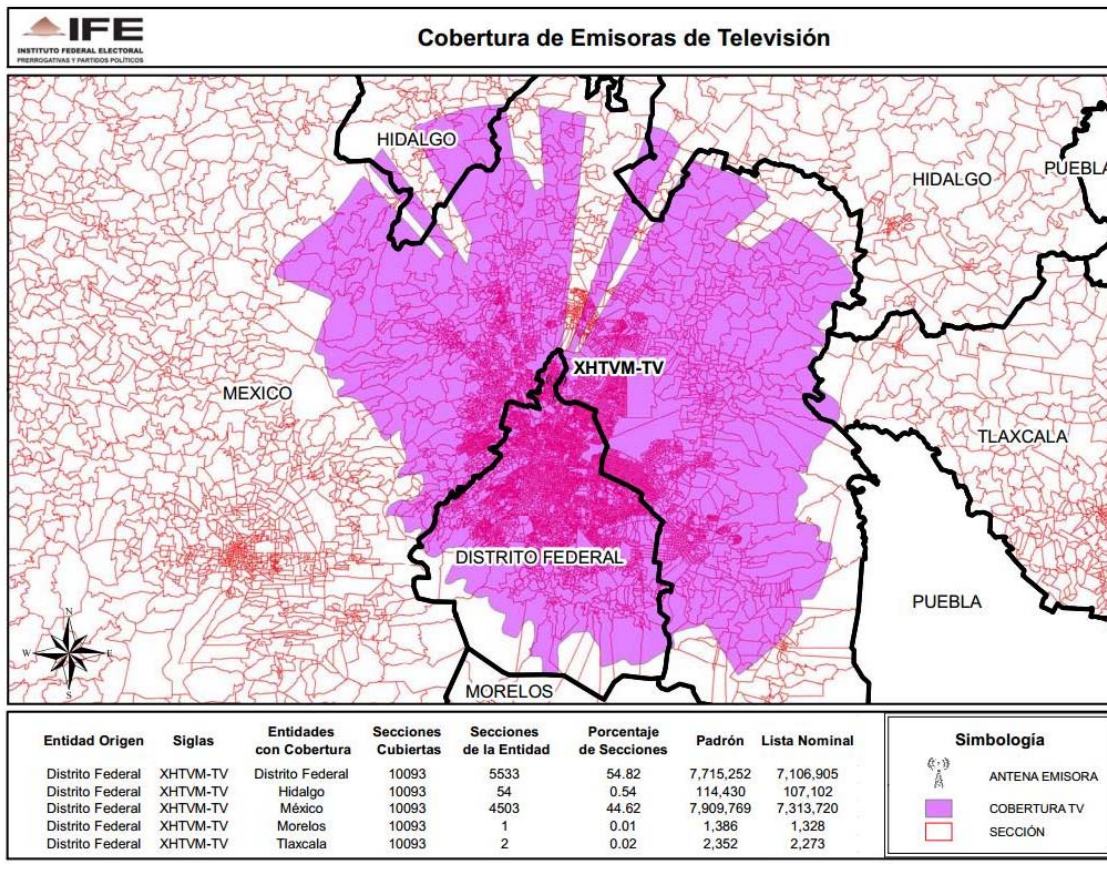 IFE
INSTITUTO FEDERAL ELECTORAL
PRERROGATIVAS Y PARTIDOS POLÍTICOS
Cobertura de Emisoras de Televisión
HIDALGO
HIDALGO
PUEBLA
XHTVM-TV
MEXICO
TLAXCALA
DISTRITO FEDERAL
PUEBLA
MORELOS
N
W E
S
Entidad Origen Siglas Entidades con Cobertura Secciones Cubiertas Secciones de la Entidad Porcentaje de Secciones Padrón Lista Nominal
Distrito Federal XHTVM-TV Distrito Federal 10093 5533 54.82 7,715,252 7,106,905
Distrito Federal XHTVM-TV Hidalgo 10093 54 0.54 114,430 107,102
Distrito Federal XHTVM-TV México 10093 4503 44.62 7,909,769 7,313,720
Distrito Federal XHTVM-TV Morelos 10093 1 0.01 1,386 1,328
Distrito Federal XHTVM-TV Tlaxcala 10093 2 0.02 2,352 2,273
Simbología
ANTENA EMISORA
COBERTURA TV
SECCIÓN